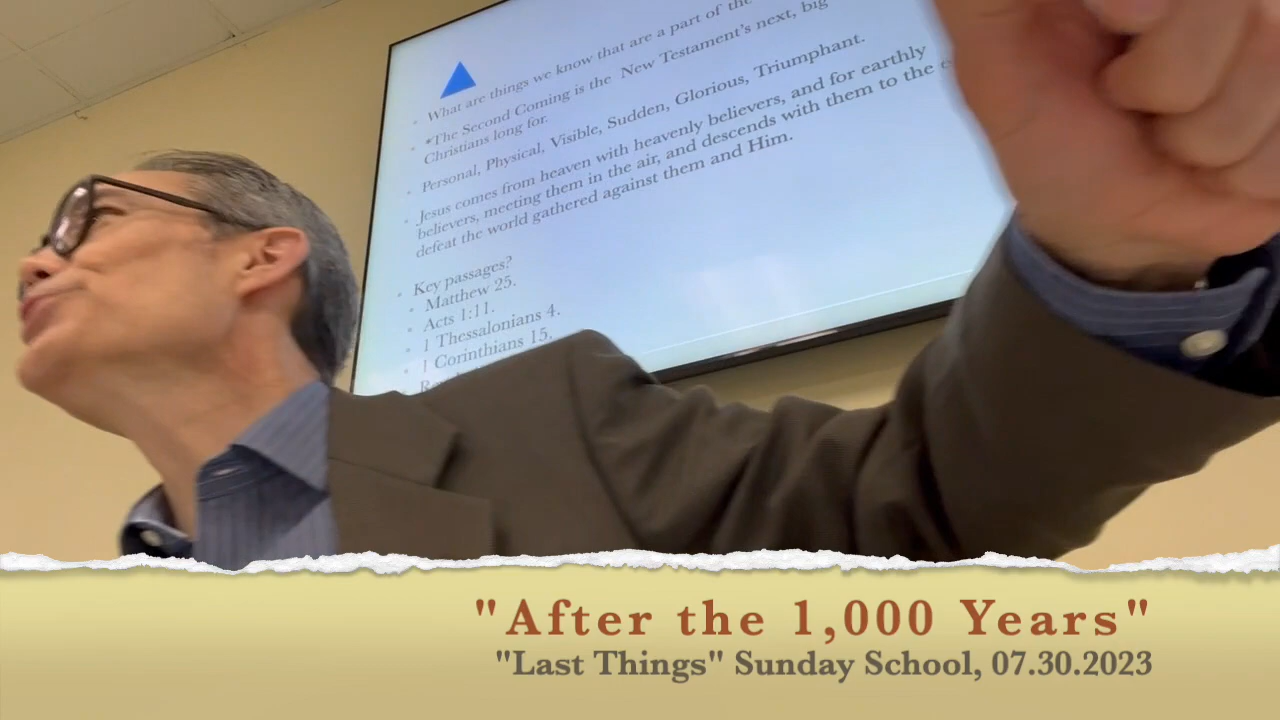 What are things we know that are a part of the
•The Second Coming is the New Testament's next, big
Christians long for.
Personal, Physical, Visible, Sudden, Glorious, Triumphant.
Jesus comes from heaven with heavenly believers, and for earthly
believers, meeting them in the air, and descends with them to the
defeat the world gathered against them and Him.
Key passages?
Matthew 25.
Acts 1:11.
1 Thessalonians 4.
1 Corinthians 15.
"After the 1,000 Years"
"Last Things" Sunday School, 07.30.2023